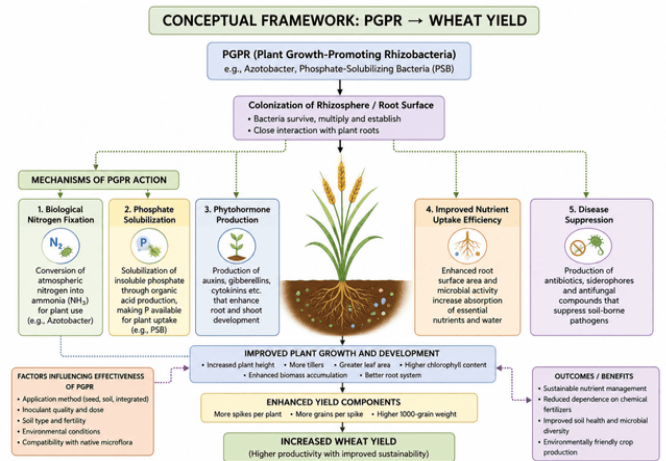 CONCEPTUAL FRAMEWORK: PGPR → WHEAT YIELD
PGPR (Plant Growth-Promoting Rhizobacteria)
e.g., Azotobacter, Phosphate-Solubilizing Bacteria (PSB)
Colonization of Rhizosphere / Root Surface
• Bacteria survive, multiply and establish
• Close interaction with plant roots
MECHANISMS OF PGPR ACTION
1. Biological
Nitrogen Fixation
N₂
Conversion of
atmospheric
nitrogen into
ammonia (NH₃)
for plant use
(e.g., Azotobacter)
2. Phosphate
Solubilization
P
Solubilization of
insoluble phosphate
through organic
acid production,
making P available
for plant uptake
(e.g., PSB)
3. Phytohormone
Production
Production of
auxins, gibberellins,
cytokinins etc. that
enhance root
and shoot
development
4. Improved Nutrient
Uptake Efficiency
Enhanced root
surface area and
microbial activity
increase absorption
of essential
nutrients and water
5. Disease
Suppression
Production of
antibiotics, siderophores
and antifungal
compounds that
suppress soil-borne
pathogens
IMPROVED PLANT GROWTH AND DEVELOPMENT
• Increased plant height • More tillers • Greater leaf area • Higher chlorophyll content
• Enhanced biomass accumulation • Better root system
FACTORS INFLUENCING EFFECTIVENESS
OF PGPR
• Application method (seed, soil, integrated)
• Inoculant quality and dose
• Soil type and fertility
• Environmental conditions
• Compatibility with native microflora
OUTCOMES / BENEFITS
• Sustainable nutrient management
• Reduced dependence on chemical
fertilizers
• Improved soil health and microbial
diversity
• Environmentally friendly crop
production
ENHANCED YIELD COMPONENTS
• More spikes per plant • More grains per spike • Higher 1000-grain weight
INCREASED WHEAT YIELD
(Higher productivity with improved sustainability)